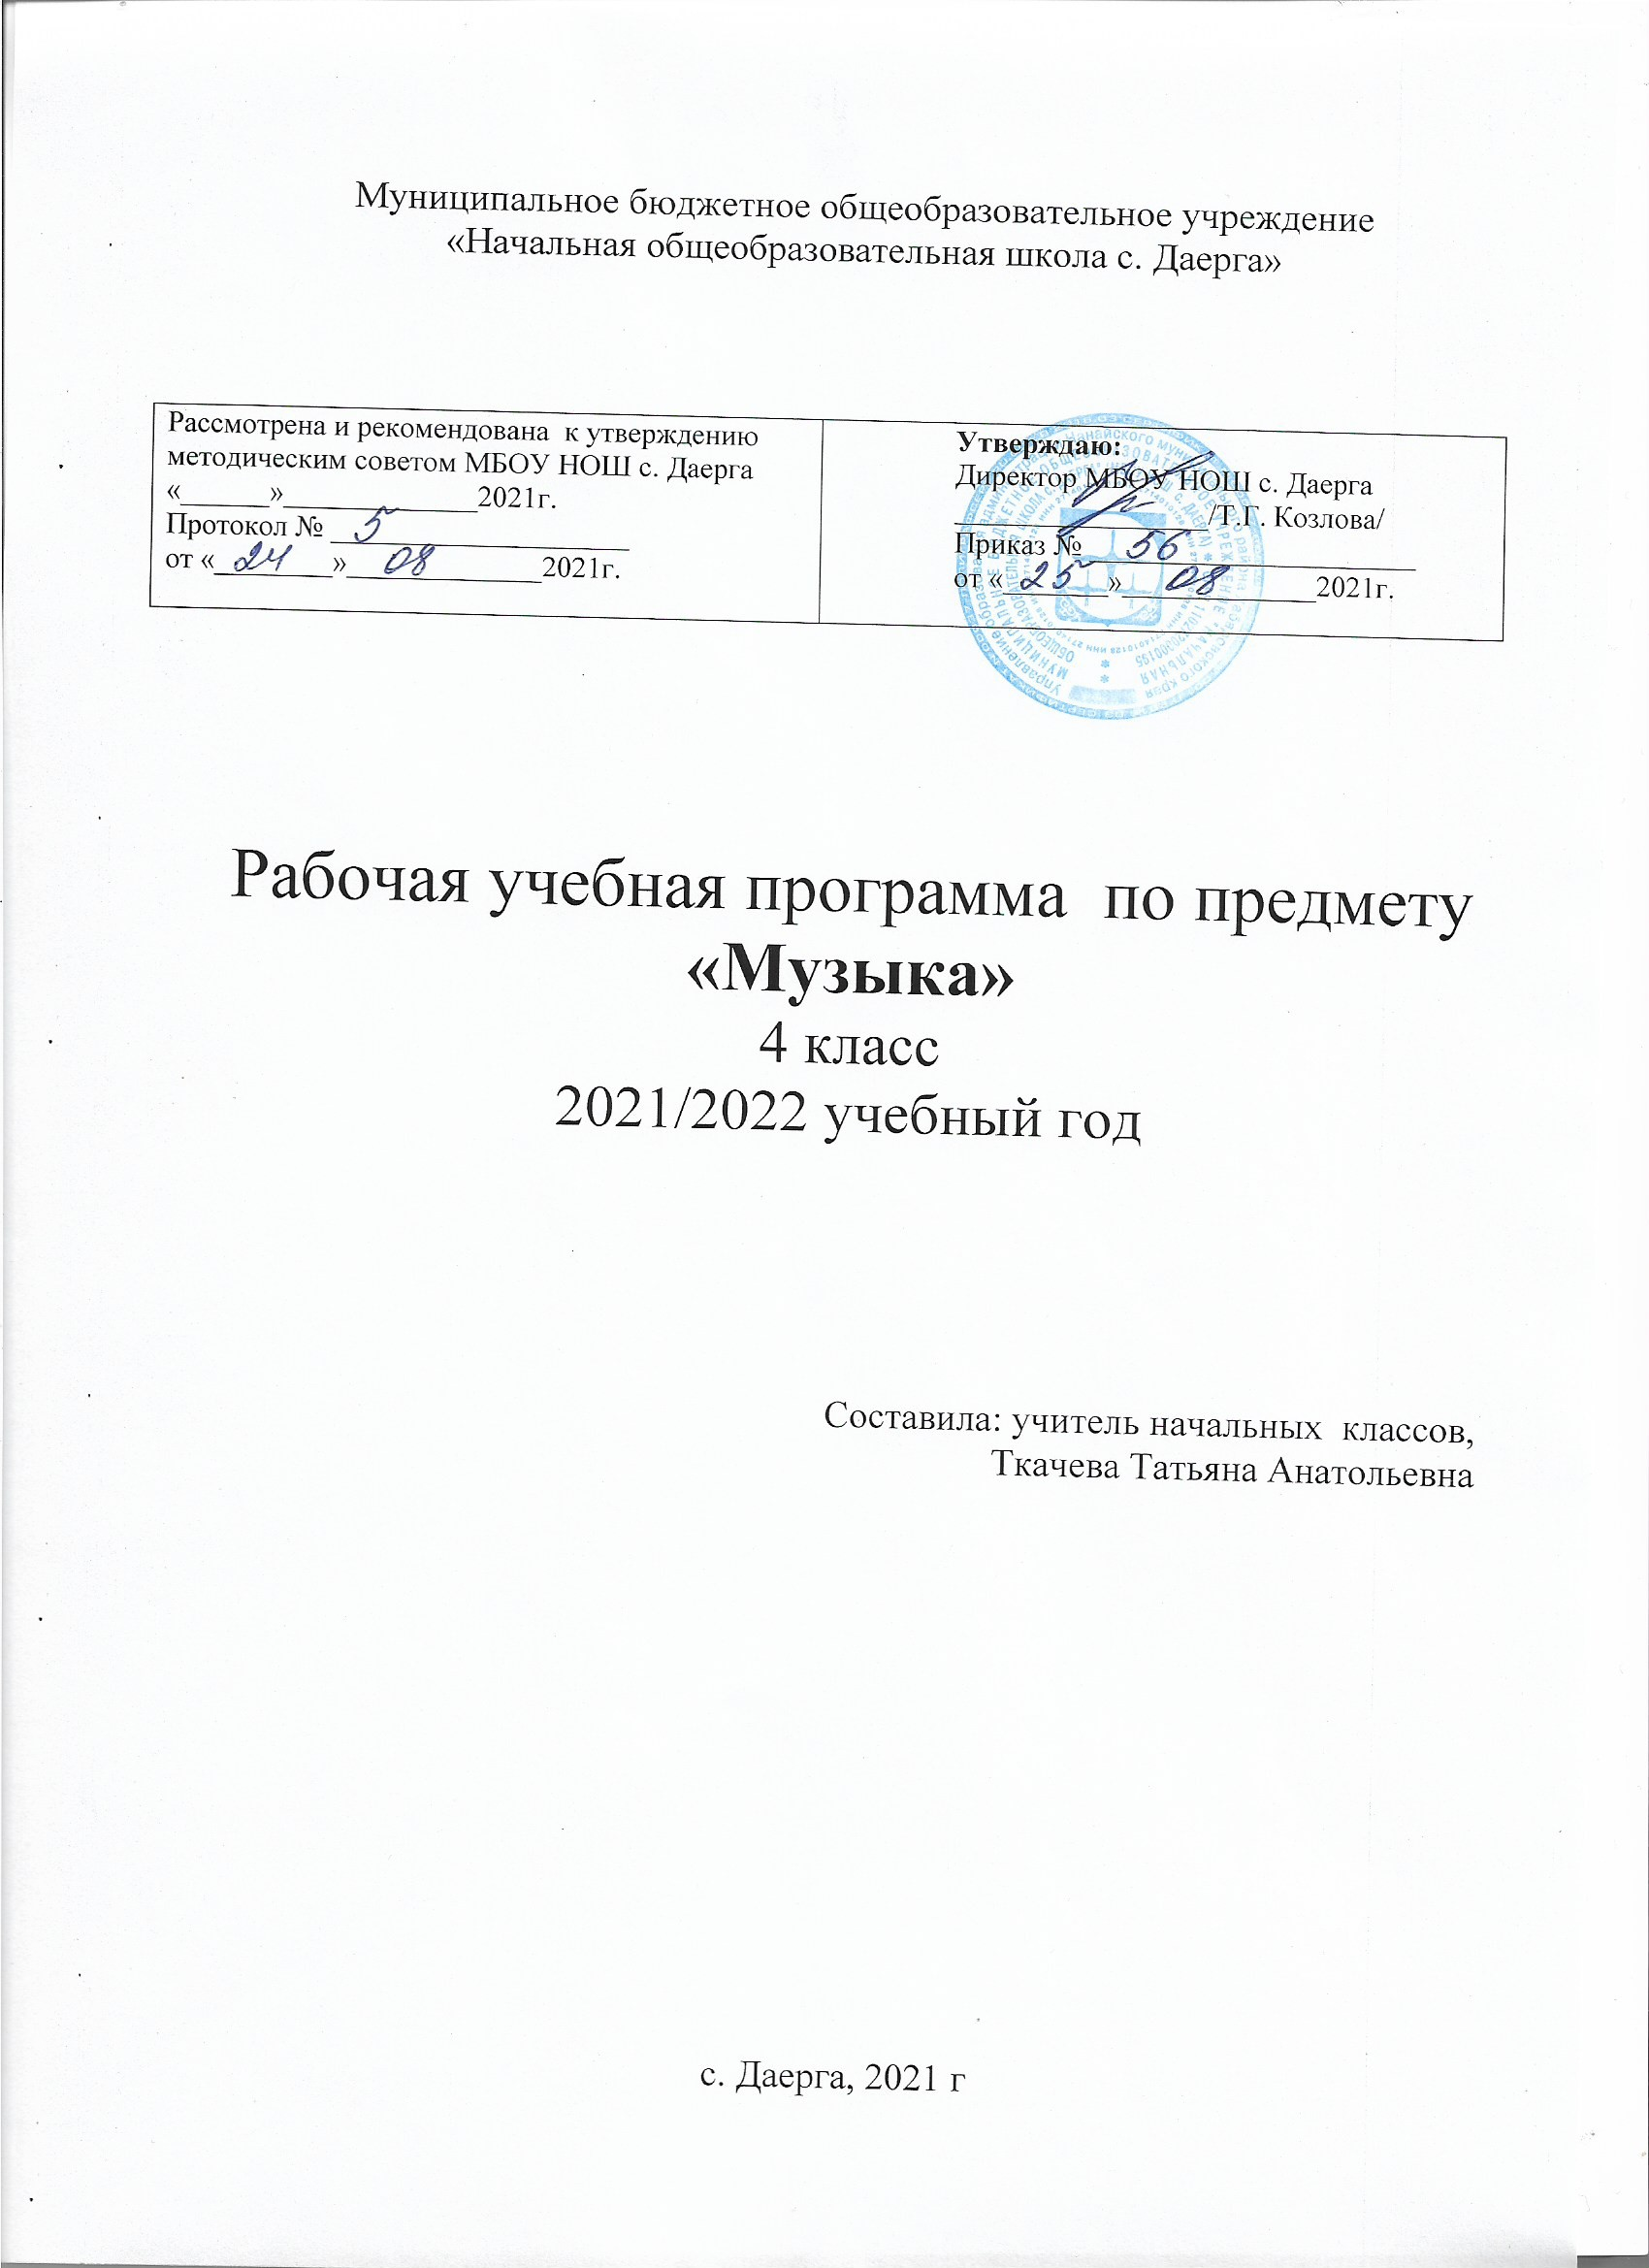 Муниципальное бюджетное общеобразовательное учреждение
«Начальная общеобразовательная школа с. Даерга»
Рассмотрена и рекомендована к утверждению
методическим советом МБОУ НОШ с. Даерга
«______»_____________2021г.
Протокол № 5
от «24»08 2021г.
Утверждаю:
Директор МБОУ НОШ с. Даерга
_________________/Т.Г. Козлова/
Приказ № 56
от «25»08 2021г.
Рабочая учебная программа по предмету
«Музыка»
4 класс
2021/2022 учебный год
Составила: учитель начальных классов,
Ткачева Татьяна Анатольевна
с. Даерга, 2021 г